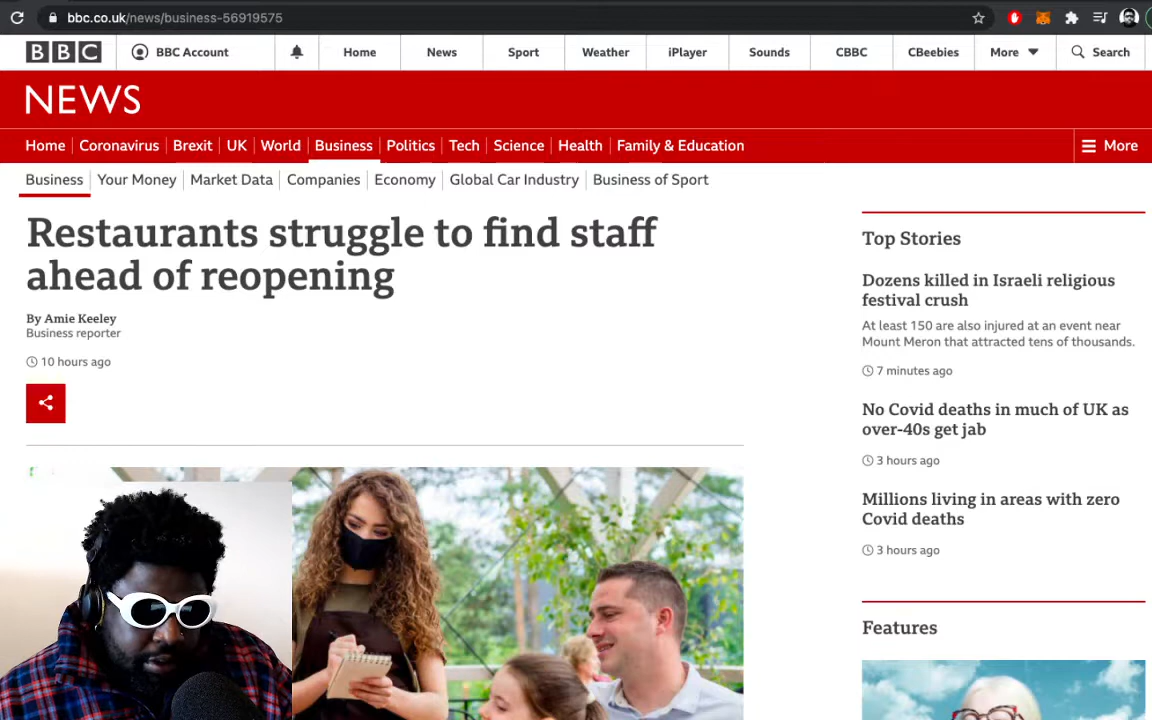 bbc.co.uk/news/business-56919575
BBC
BBC Account
Home
News
Sport
Weather
iPlayer
Sounds
CBBC
CBeebies
More
Search
NEWS
Home
Coronavirus
Brexit
UK
World
Business
Politics
Tech
Science
Health
Family & Education
More
Business
Your Money
Market Data
Companies
Economy
Global Car Industry
Business of Sport
Restaurants struggle to find staff
ahead of reopening
By Amie Keeley
Business reporter
10 hours ago
Top Stories
Dozens killed in Israeli religious
festival crush
At least 150 are also injured at an event near
Mount Meron that attracted tens of thousands.
7 minutes ago
No Covid deaths in much of UK as
over-40s get jab
3 hours ago
Millions living in areas with zero
Covid deaths
3 hours ago
Features